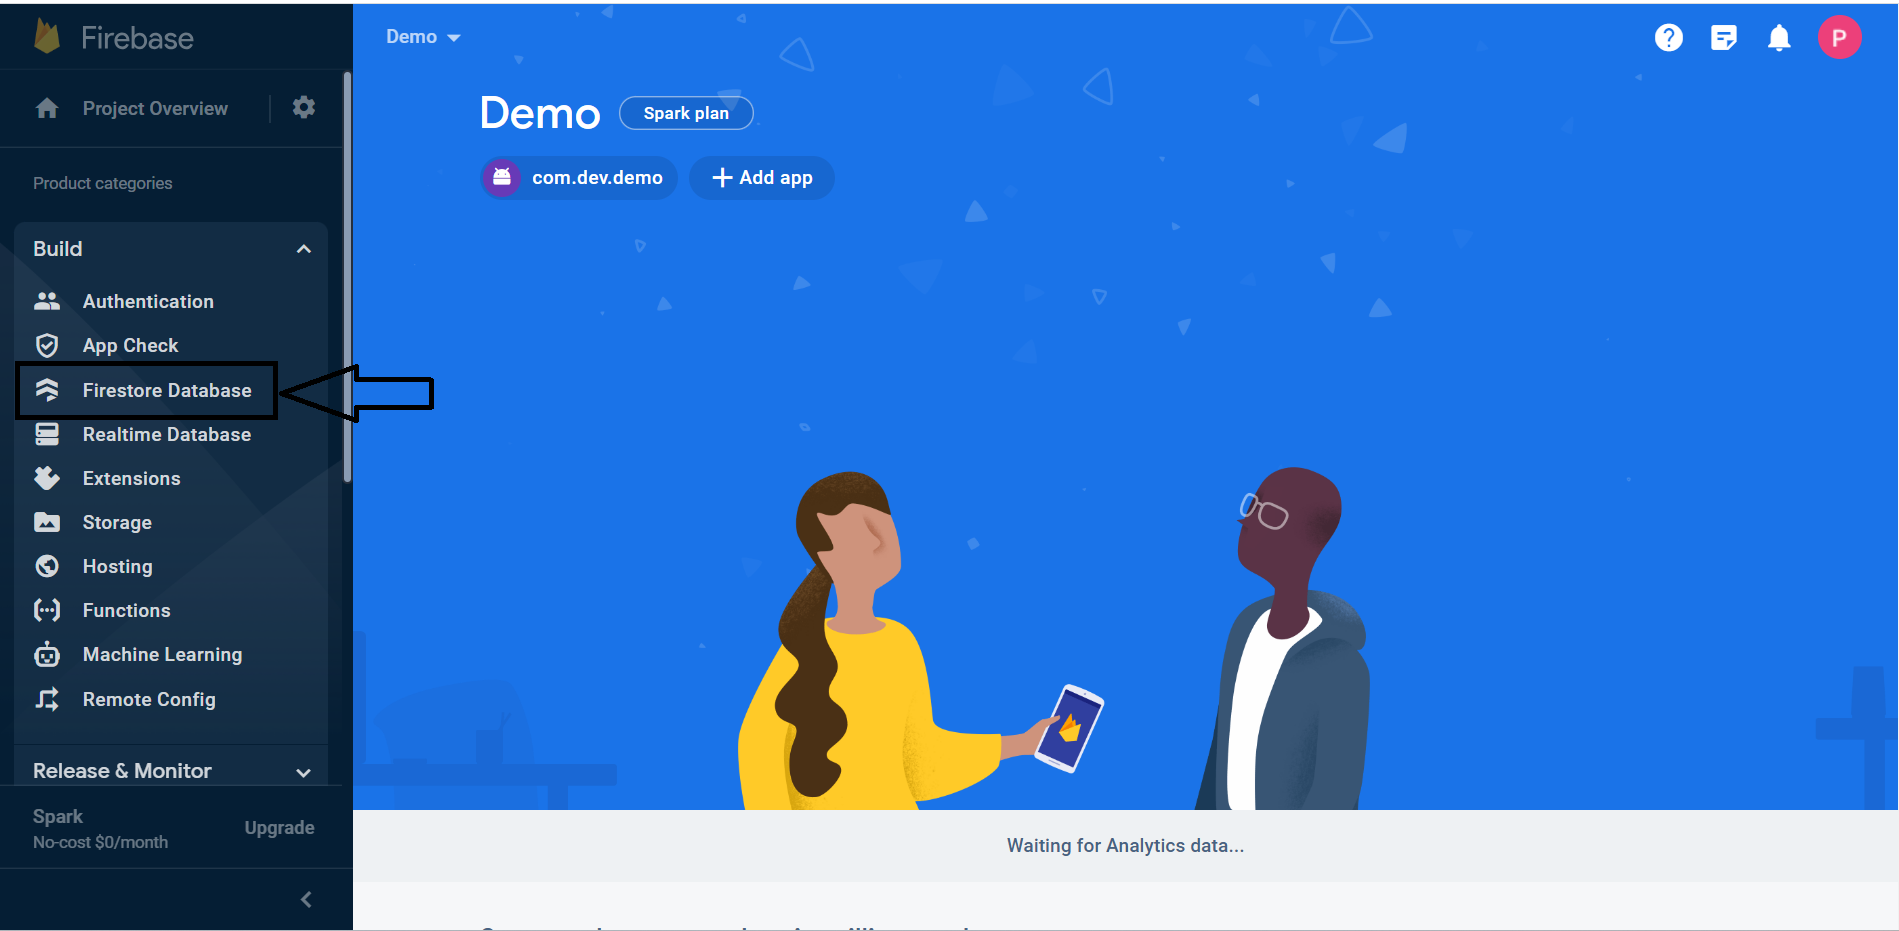 Firebase
Project Overview
Product categories
Build
Authentication
App Check
Firestore Database
Realtime Database
Extensions
Storage
Hosting
Functions
Machine Learning
Remote Config
Release & Monitor
Spark
No-cost $0/month
Upgrade
Demo
P
Demo
Spark plan
com.dev.demo
+ Add app
Waiting for Analytics data...